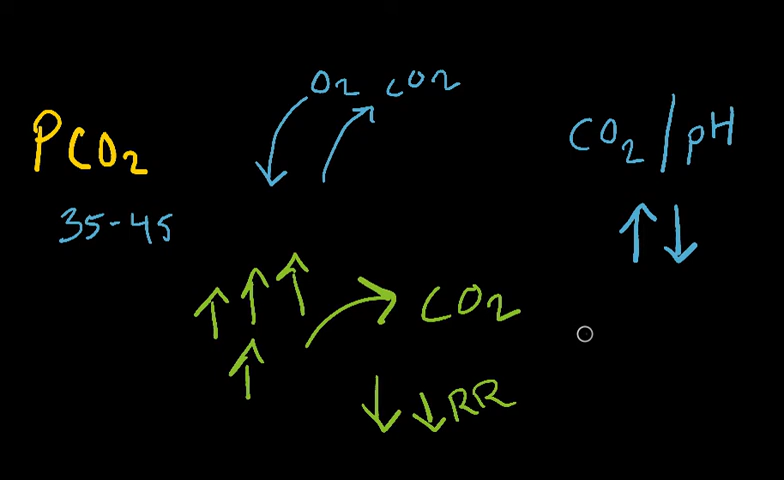 O2 CO2
PCO2
CO2/pH
35-45
↑ ↓
↑ ↑ ↑
→ CO2
↑
↓ ↓ RR